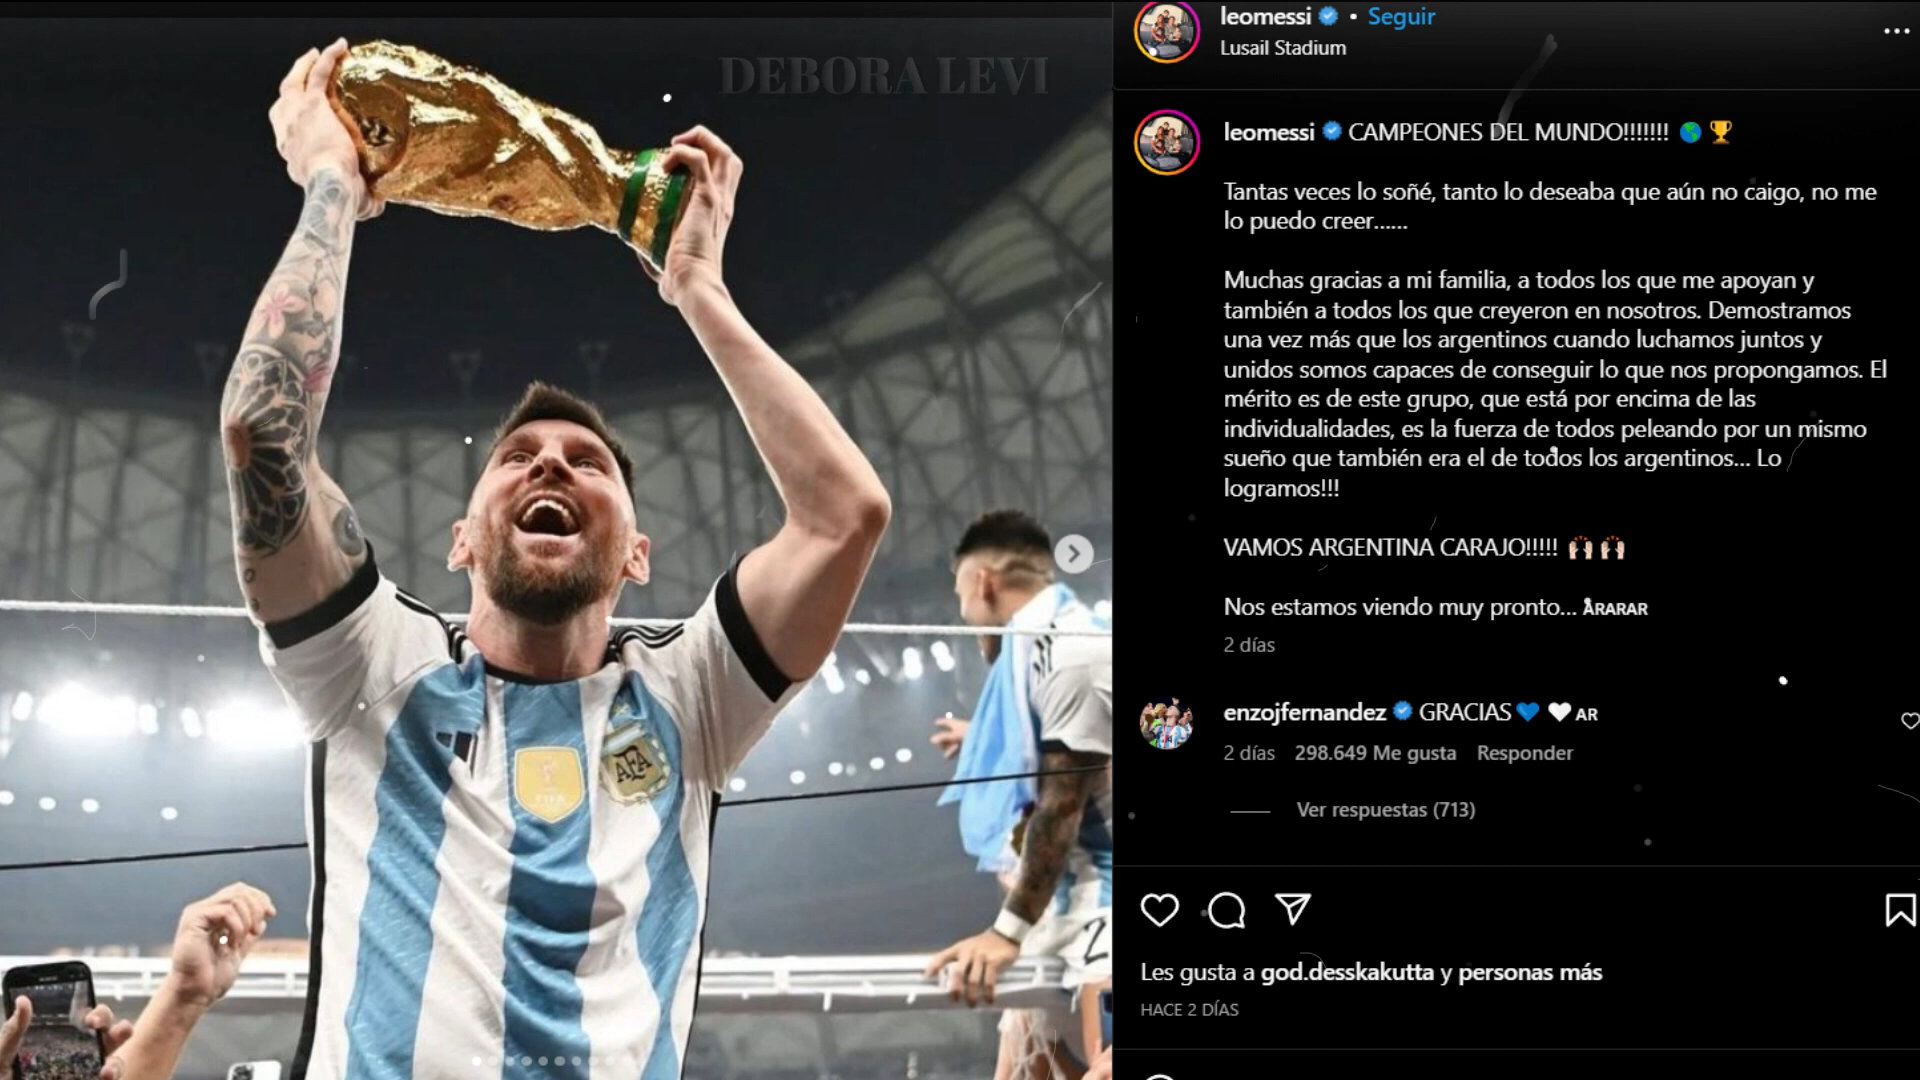 DEBORA LEVI
leomessi • Seguir
Lusail Stadium
leomessi CAMPEONES DEL MUNDO!!!!!!! 🌎🏆
Tantas veces lo soñé, tanto lo deseaba que aún no caigo, no me
lo puedo creer......
Muchas gracias a mi familia, a todos los que me apoyan y
también a todos los que creyeron en nosotros. Demostramos
una vez más que los argentinos cuando luchamos juntos y
unidos somos capaces de conseguir lo que nos propongamos. El
mérito es de este grupo, que está por encima de las
individualidades, es la fuerza de todos peleando por un mismo
sueño que también era el de todos los argentinos... Lo
logramos!!!
VAMOS ARGENTINA CARAJO!!!!! 🙌🏻🙌🏻
Nos estamos viendo muy pronto... ARARAR
2 días
enzojfernandez GRACIAS💙🤍AR
2 días 298.649 Me gusta Responder
Ver respuestas (713)
Les gusta a god.desskakutta y personas más
HACE 2 DÍAS
AFA
FIFA
2